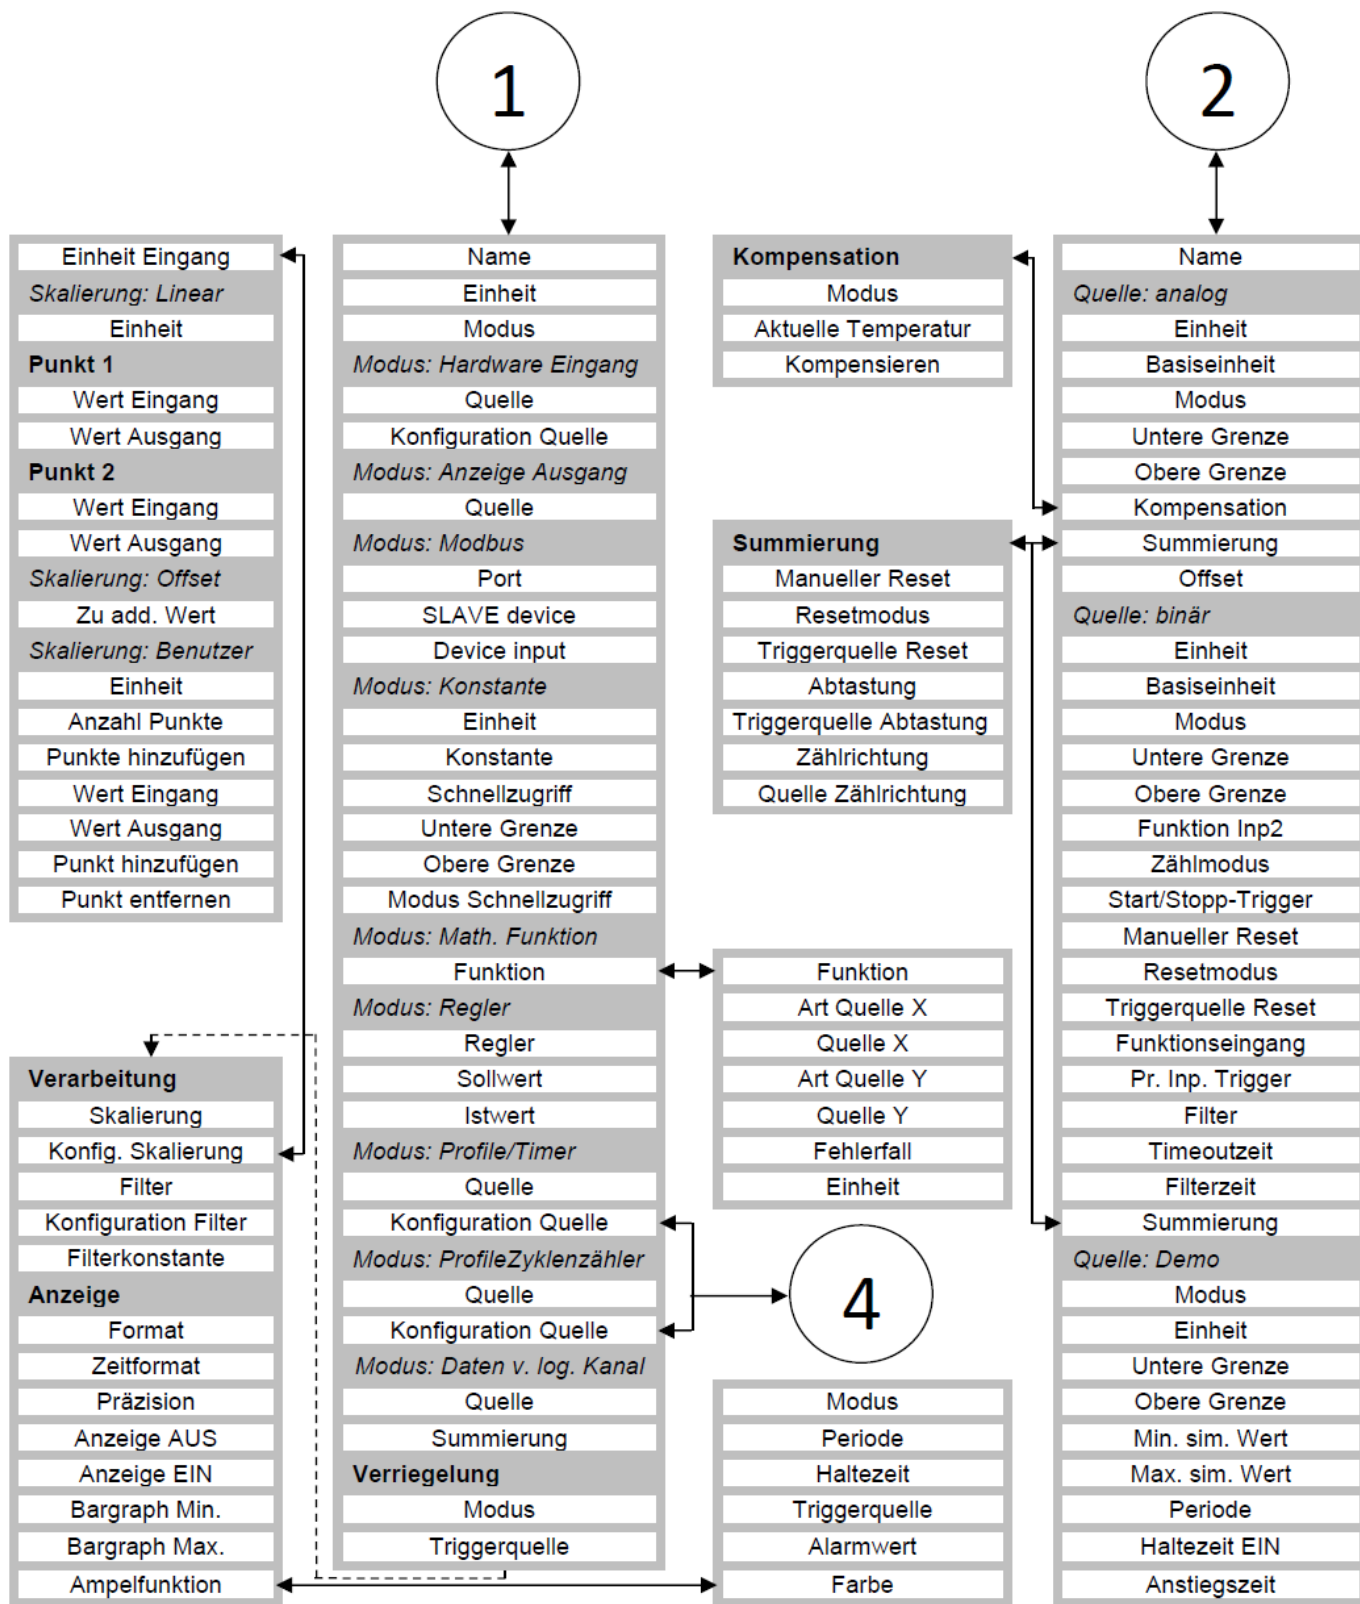 1
2
Einheit Eingang
Skalierung: Linear
Einheit
Punkt 1
Wert Eingang
Wert Ausgang
Punkt 2
Wert Eingang
Wert Ausgang
Skalierung: Offset
Zu add. Wert
Skalierung: Benutzer
Einheit
Anzahl Punkte
Punkte hinzufügen
Wert Eingang
Wert Ausgang
Punkt hinzufügen
Punkt entfernen
Verarbeitung
Skalierung
Konfig. Skalierung
Filter
Konfiguration Filter
Filterkonstante
Anzeige
Format
Zeitformat
Präzision
Anzeige AUS
Anzeige EIN
Bargraph Min.
Bargraph Max.
Ampelfunktion
Name
Einheit
Modus
Modus: Hardware Eingang
Quelle
Konfiguration Quelle
Modus: Anzeige Ausgang
Quelle
Modus: Modbus
Port
SLAVE device
Device input
Modus: Konstante
Einheit
Konstante
Schnellzugriff
Untere Grenze
Obere Grenze
Modus Schnellzugriff
Modus: Math. Funktion
Funktion
Modus: Regler
Regler
Sollwert
Istwert
Modus: Profile/Timer
Quelle
Konfiguration Quelle
Modus: ProfileZyklenzähler
Quelle
Konfiguration Quelle
Modus: Daten v. log. Kanal
Quelle
Summierung
Verriegelung
Modus
Triggerquelle
Kompensation
Modus
Aktuelle Temperatur
Kompensieren
Summierung
Manueller Reset
Resetmodus
Triggerquelle Reset
Abtastung
Triggerquelle Abtastung
Zählrichtung
Quelle Zählrichtung
Funktion
Art Quelle X
Quelle X
Art Quelle Y
Quelle Y
Fehlerfall
Einheit
4
Modus
Periode
Haltezeit
Triggerquelle
Alarmwert
Farbe
Name
Quelle: analog
Einheit
Basiseinheit
Modus
Untere Grenze
Obere Grenze
Kompensation
Summierung
Offset
Quelle: binär
Einheit
Basiseinheit
Modus
Untere Grenze
Obere Grenze
Funktion Inp2
Zählmodus
Start/Stopp-Trigger
Manueller Reset
Resetmodus
Triggerquelle Reset
Funktionseingang
Pr. Inp. Trigger
Filter
Timeoutzeit
Filterzeit
Summierung
Quelle: Demo
Modus
Einheit
Untere Grenze
Obere Grenze
Min. sim. Wert
Max. sim. Wert
Periode
Haltezeit EIN
Anstiegszeit